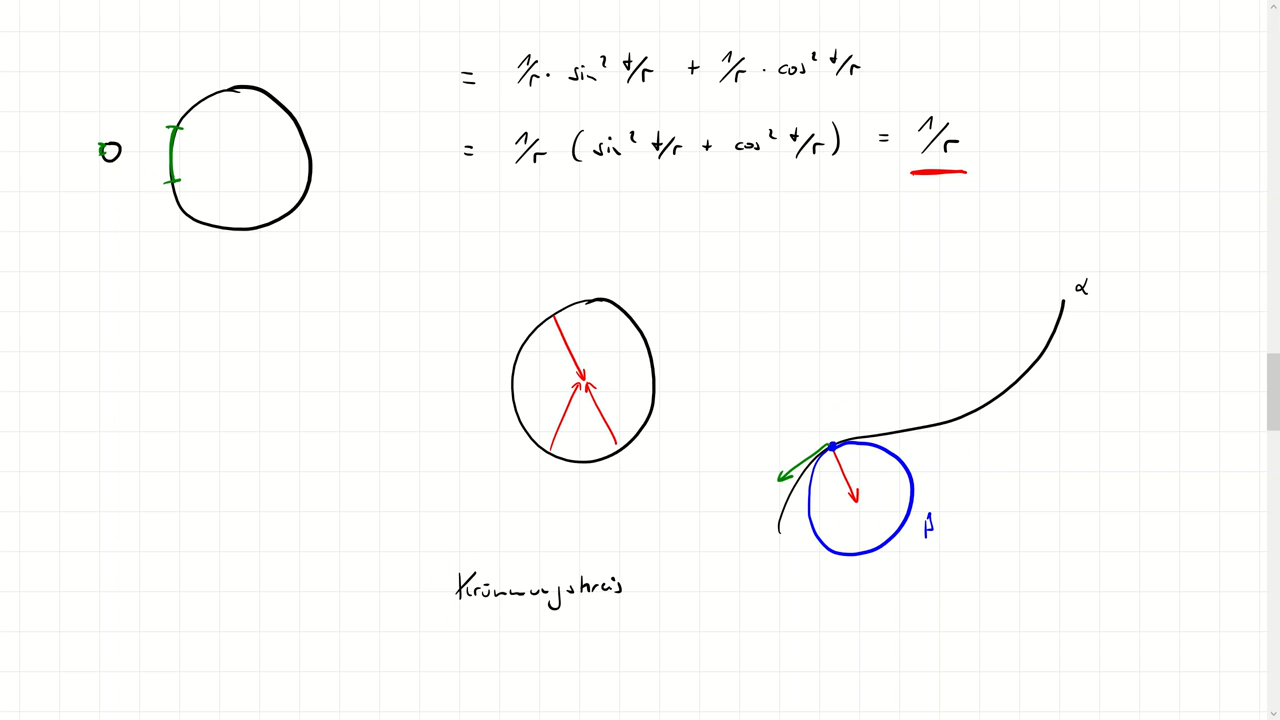 = 1/r · sin² t/r + 1/r · cos² t/r
= 1/r (sin² t/r + cos² t/r) = 1/r
α
β
Krümmungskreis